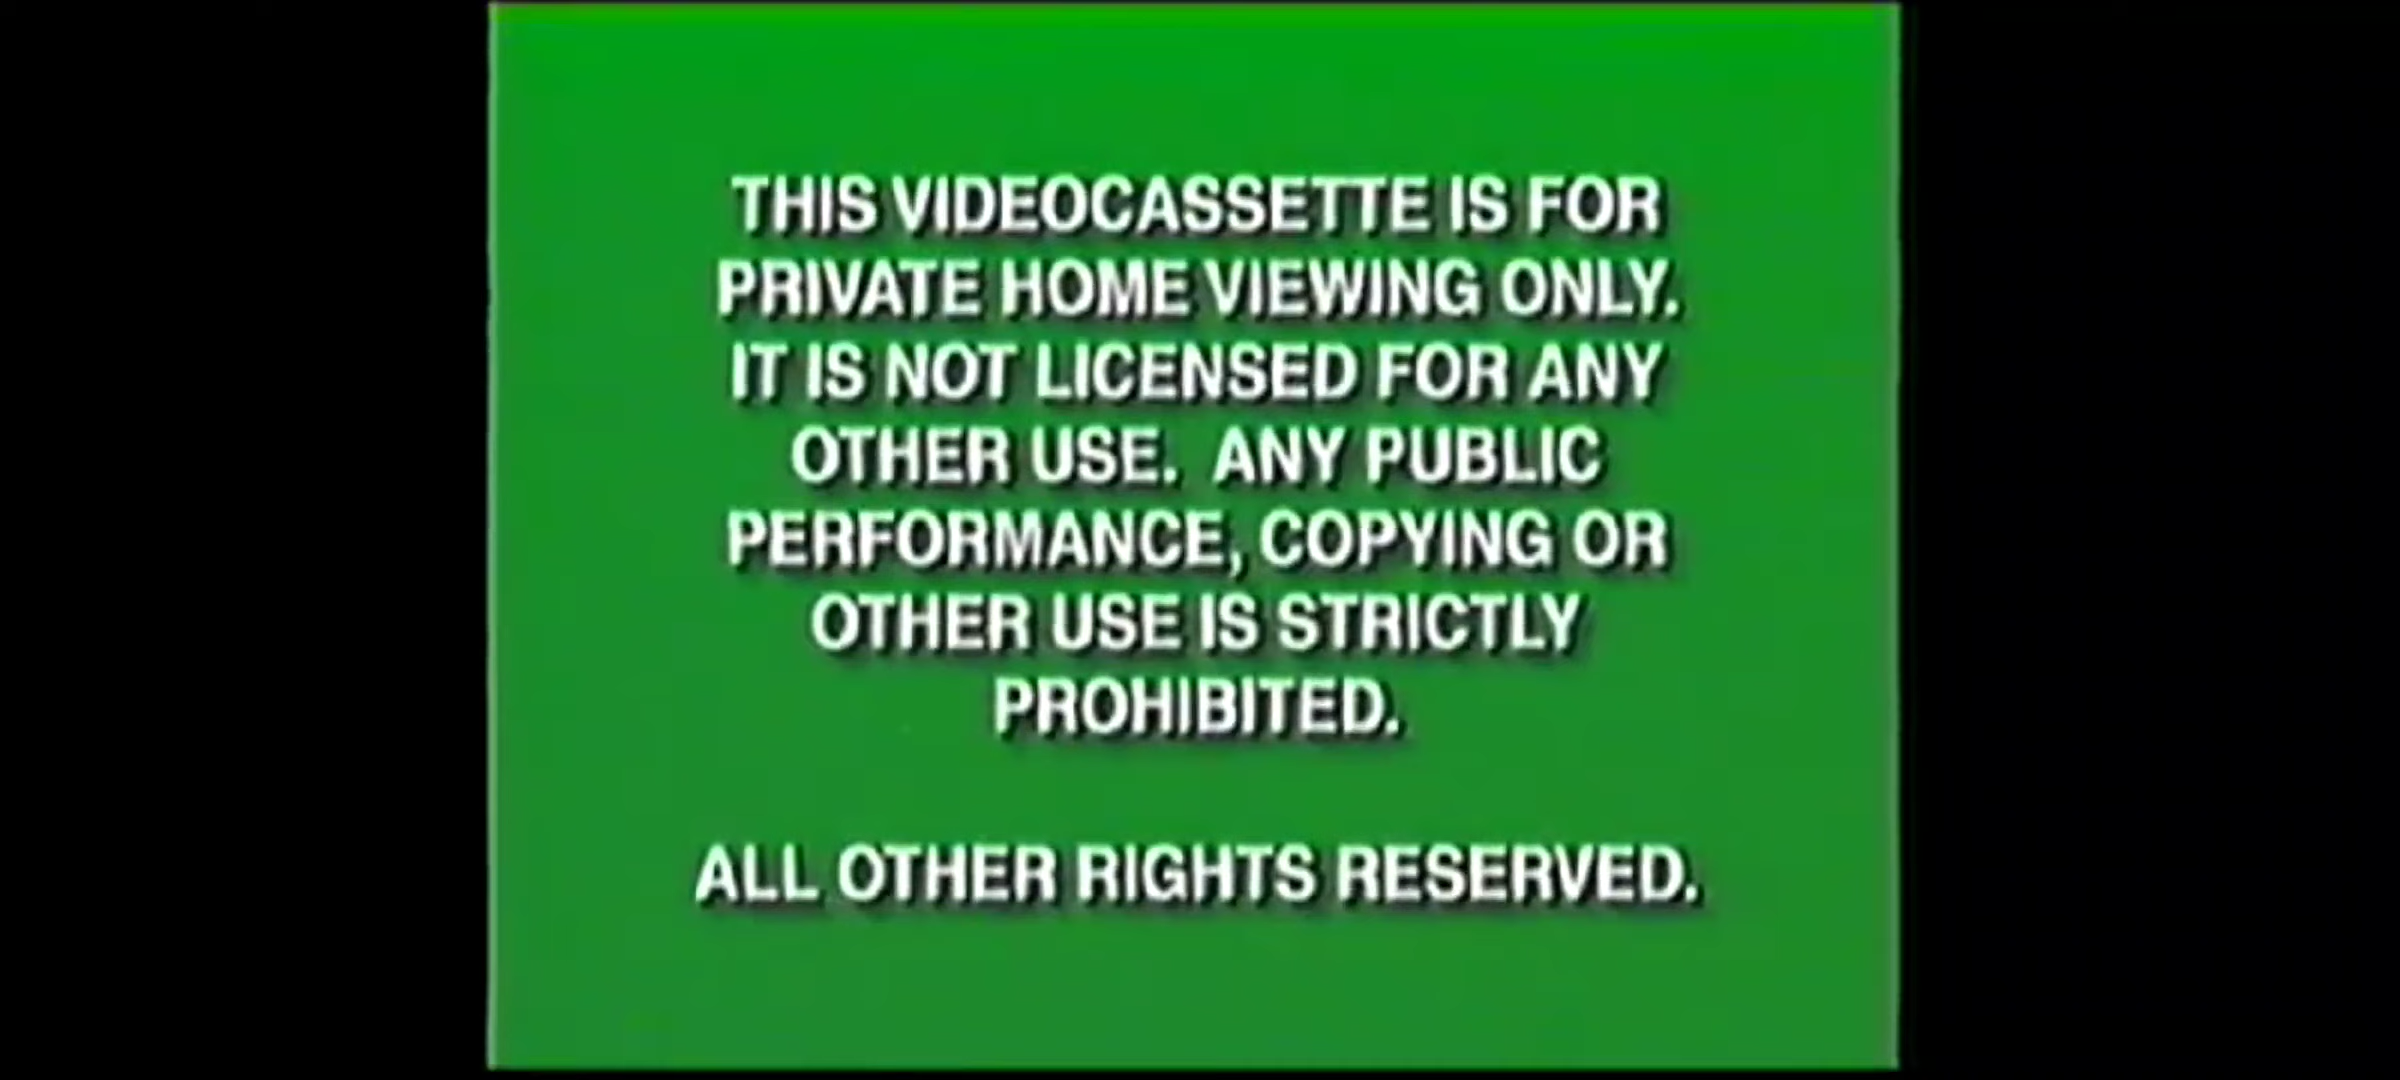 THIS VIDEOCASSETTE IS FOR
PRIVATE HOME VIEWING ONLY.
IT IS NOT LICENSED FOR ANY
OTHER USE.  ANY PUBLIC
PERFORMANCE, COPYING OR
OTHER USE IS STRICTLY
PROHIBITED.
ALL OTHER RIGHTS RESERVED.